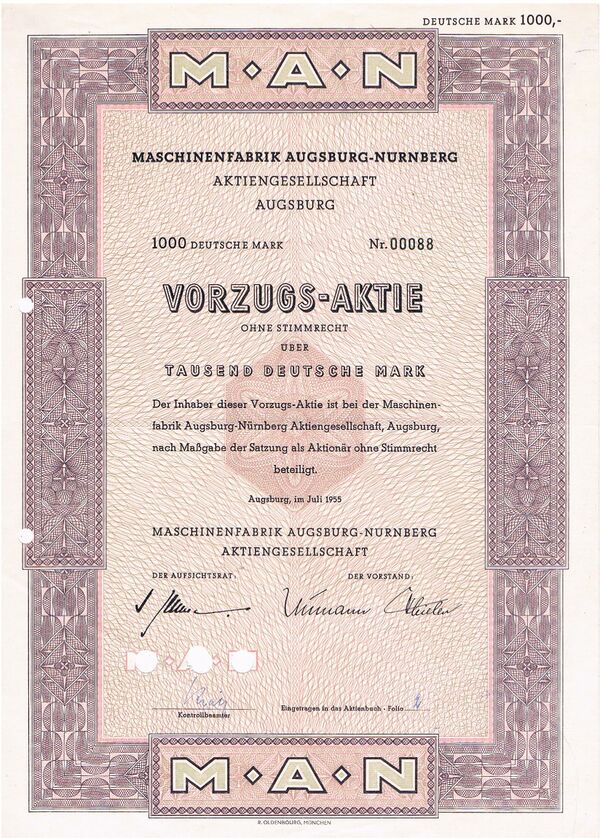 DEUTSCHE MARK 1000,-
M·A·N
MASCHINENFABRIK AUGSBURG-NÜRNBERG
AKTIENGESELLSCHAFT
AUGSBURG
1000 DEUTSCHE MARK Nr. 00088
VORZUGS-AKTIE
OHNE STIMMRECHT
ÜBER
TAUSEND DEUTSCHE MARK
Der Inhaber dieser Vorzugs-Aktie ist bei der Maschinen-
fabrik Augsburg-Nürnberg Aktiengesellschaft, Augsburg,
nach Maßgabe der Satzung als Aktionär ohne Stimmrecht
beteiligt.
Augsburg, im Juli 1955
MASCHINENFABRIK AUGSBURG-NÜRNBERG
AKTIENGESELLSCHAFT
DER AUFSICHTSRAT: DER VORSTAND:
Kontrollbeamter
Eingetragen in das Aktienbuch - Folio 2
M·A·N
R. OLDENBOURG, MÜNCHEN